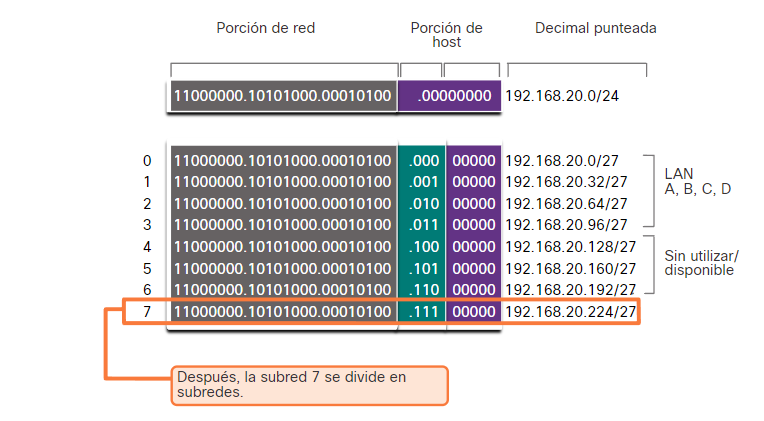 Porción de red
Porción de
host
Decimal punteada
11000000.10101000.00010100 .00000000 192.168.20.0/24
0 11000000.10101000.00010100 .000 00000 192.168.20.0/27
1 11000000.10101000.00010100 .001 00000 192.168.20.32/27
2 11000000.10101000.00010100 .010 00000 192.168.20.64/27
3 11000000.10101000.00010100 .011 00000 192.168.20.96/27
LAN
A, B, C, D
4 11000000.10101000.00010100 .100 00000 192.168.20.128/27
5 11000000.10101000.00010100 .101 00000 192.168.20.160/27
6 11000000.10101000.00010100 .110 00000 192.168.20.192/27
Sin utilizar/
disponible
7 11000000.10101000.00010100 .111 00000 192.168.20.224/27
Después, la subred 7 se divide en
subredes.